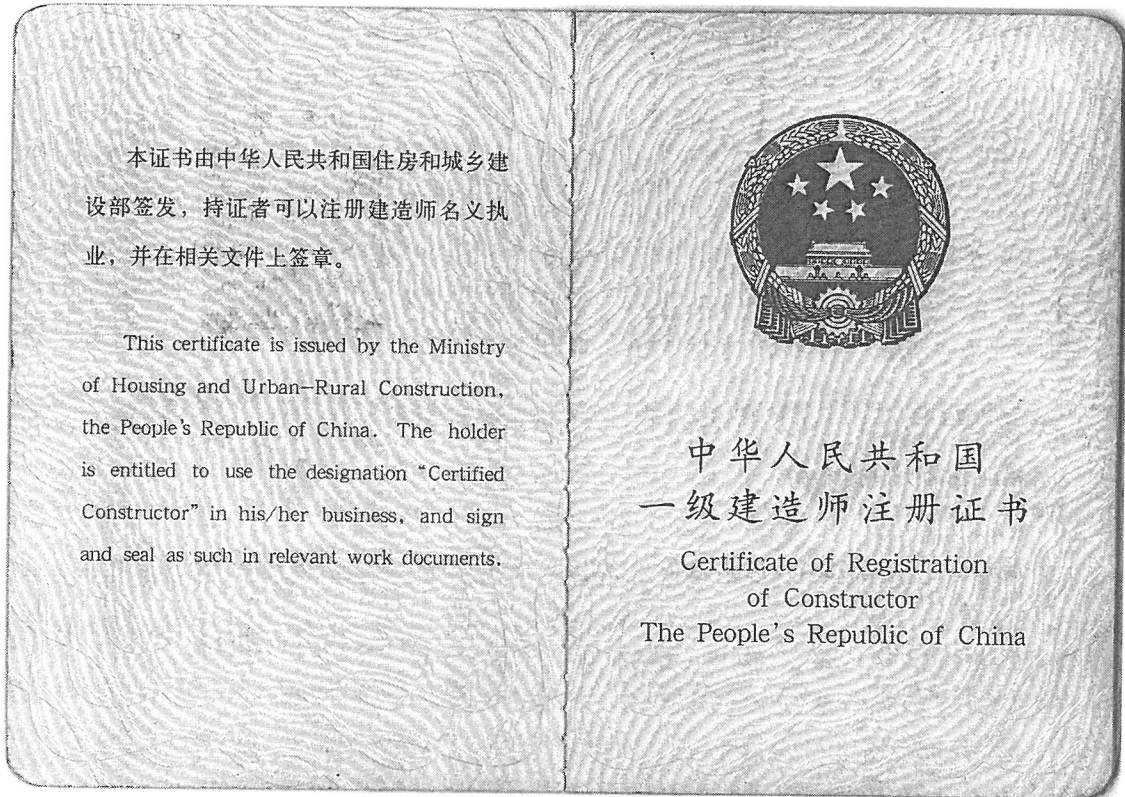 本证书由中华人民共和国住房和城乡建
设部签发，持证者可以注册建造师名义执
业，并在相关文件上签章。
This certificate is issued by the Ministry
of Housing and Urban-Rural Construction,
the People's Republic of China. The holder
is entitled to use the designation “Certified
Constructor” in his/her business, and sign
and seal as such in relevant work documents.
中华人民共和国
一级建造师注册证书
Certificate of Registration
of Constructor
The People's Republic of China